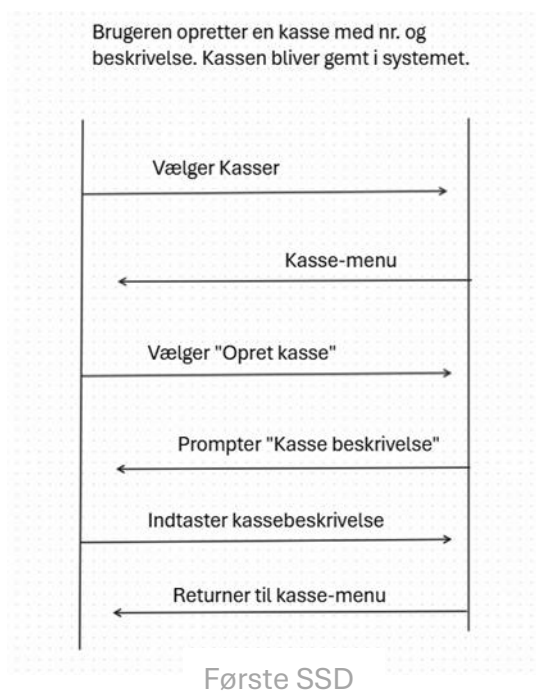 Brugeren opretter en kasse med nr. og
beskrivelse. Kassen bliver gemt i systemet.
Vælger Kasser
Kasse-menu
Vælger "Opret kasse"
Prompter "Kasse beskrivelse"
Indtaster kassebeskrivelse
Returner til kasse-menu
Første SSD